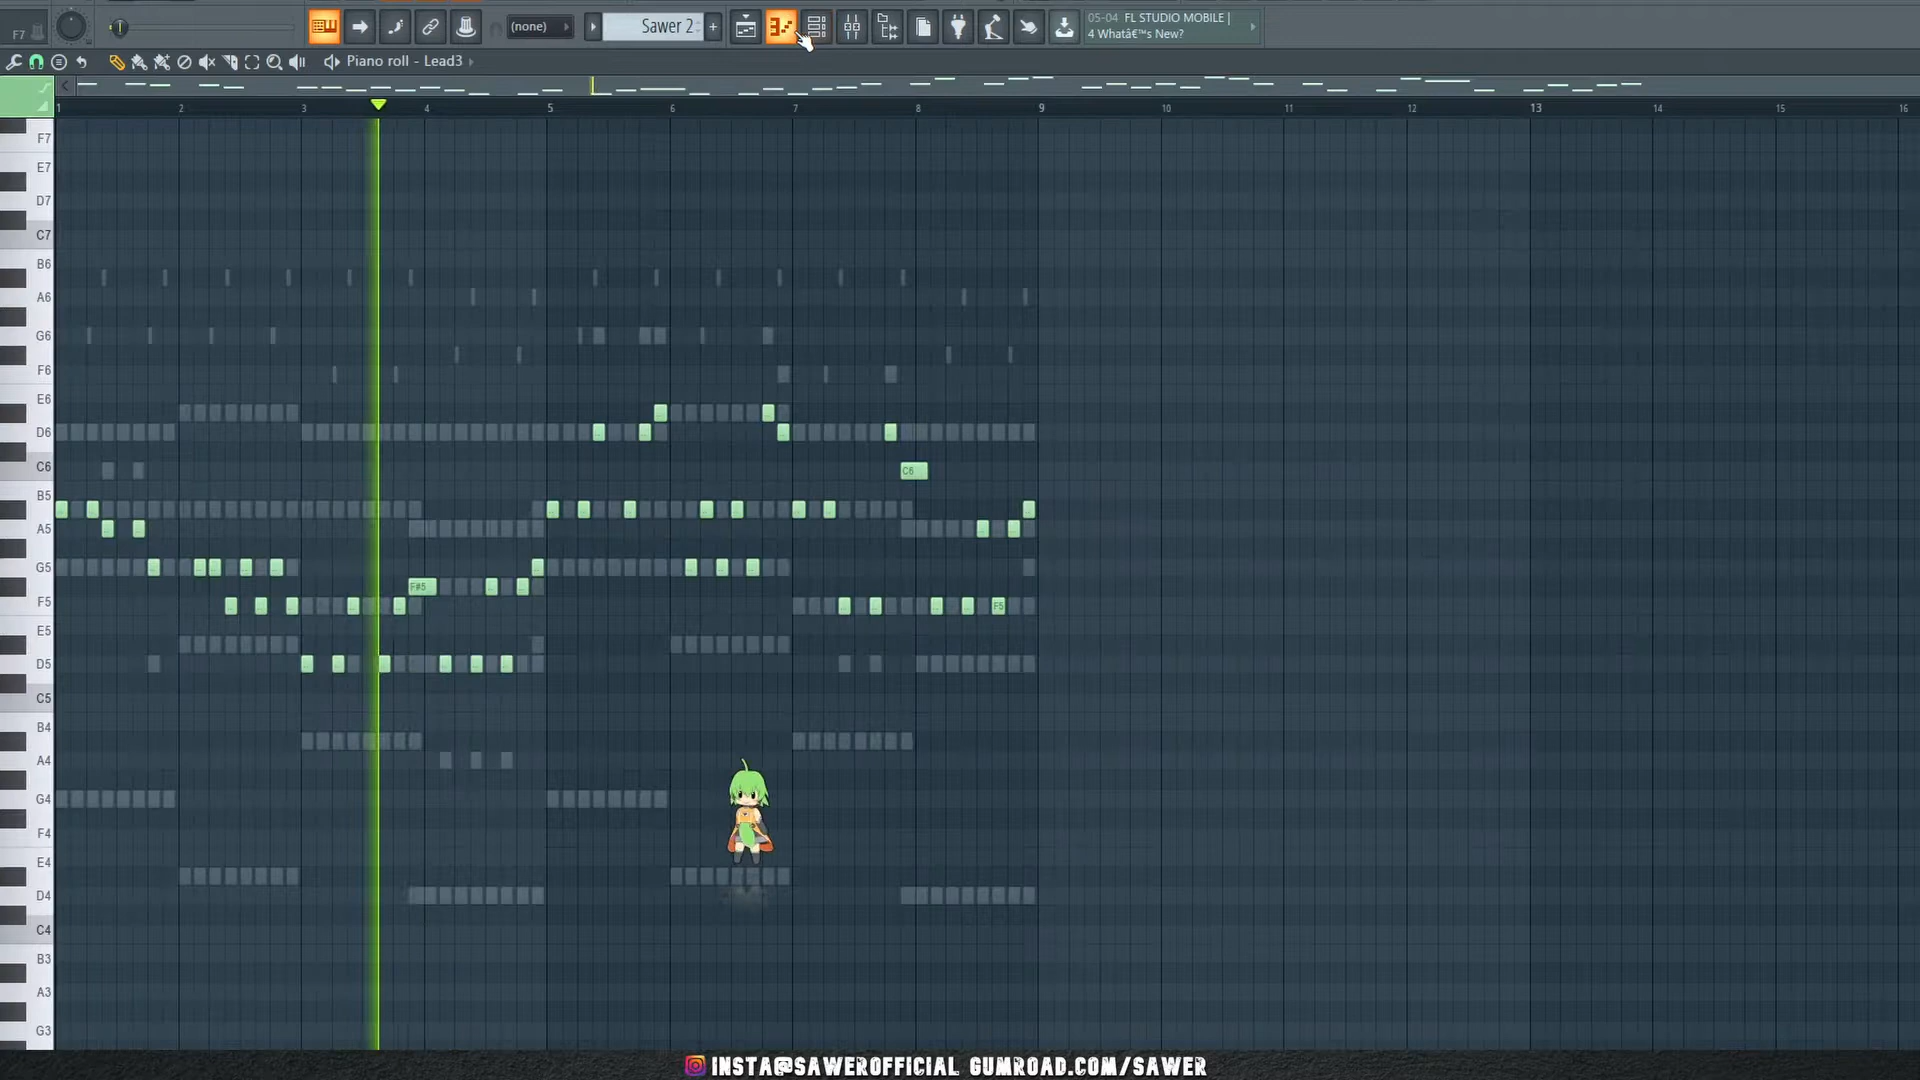 05-04 FL STUDIO MOBILE |
F7 (none) Sawer 2 + 4 Whatâ€™s New?
Piano roll - Lead3
1 2 3 4 5 6 7 8 9 10 11 12 13 14 15 16
F7
E7
D7
C7
B6
A6
G6
F6
E6
D6
C6 C6
B5
A5
G5
F#5
F5 F5
E5
D5
C5
B4
A4
G4
F4
E4
D4
C4
B3
A3
G3
INSTA@SAWEROFFICIAL GUMROAD.COM/SAWER